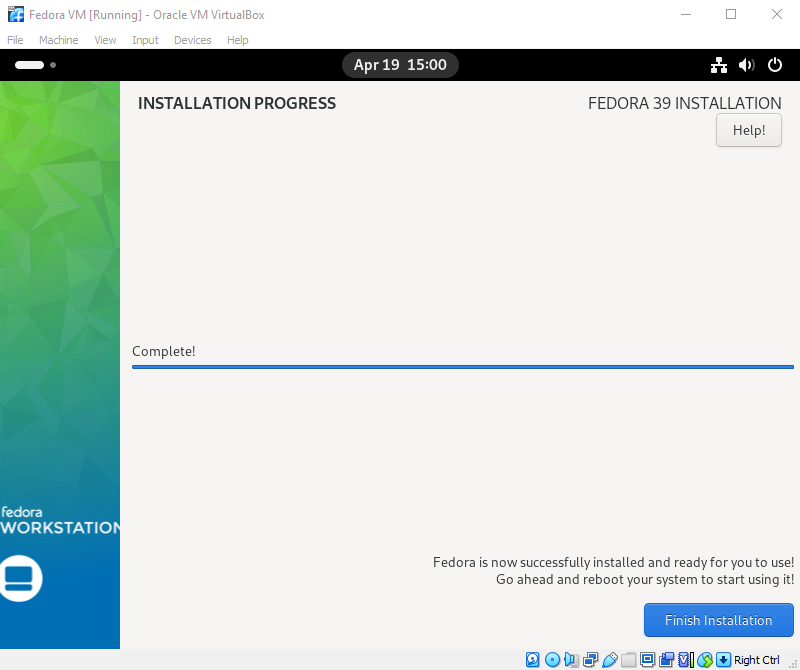 Fedora VM [Running] - Oracle VM VirtualBox
File Machine View Input Devices Help
Apr 19 15:00
INSTALLATION PROGRESS
FEDORA 39 INSTALLATION
Help!
Complete!
fedora
WORKSTATION
Fedora is now successfully installed and ready for you to use!
Go ahead and reboot your system to start using it!
Finish Installation
Right Ctrl